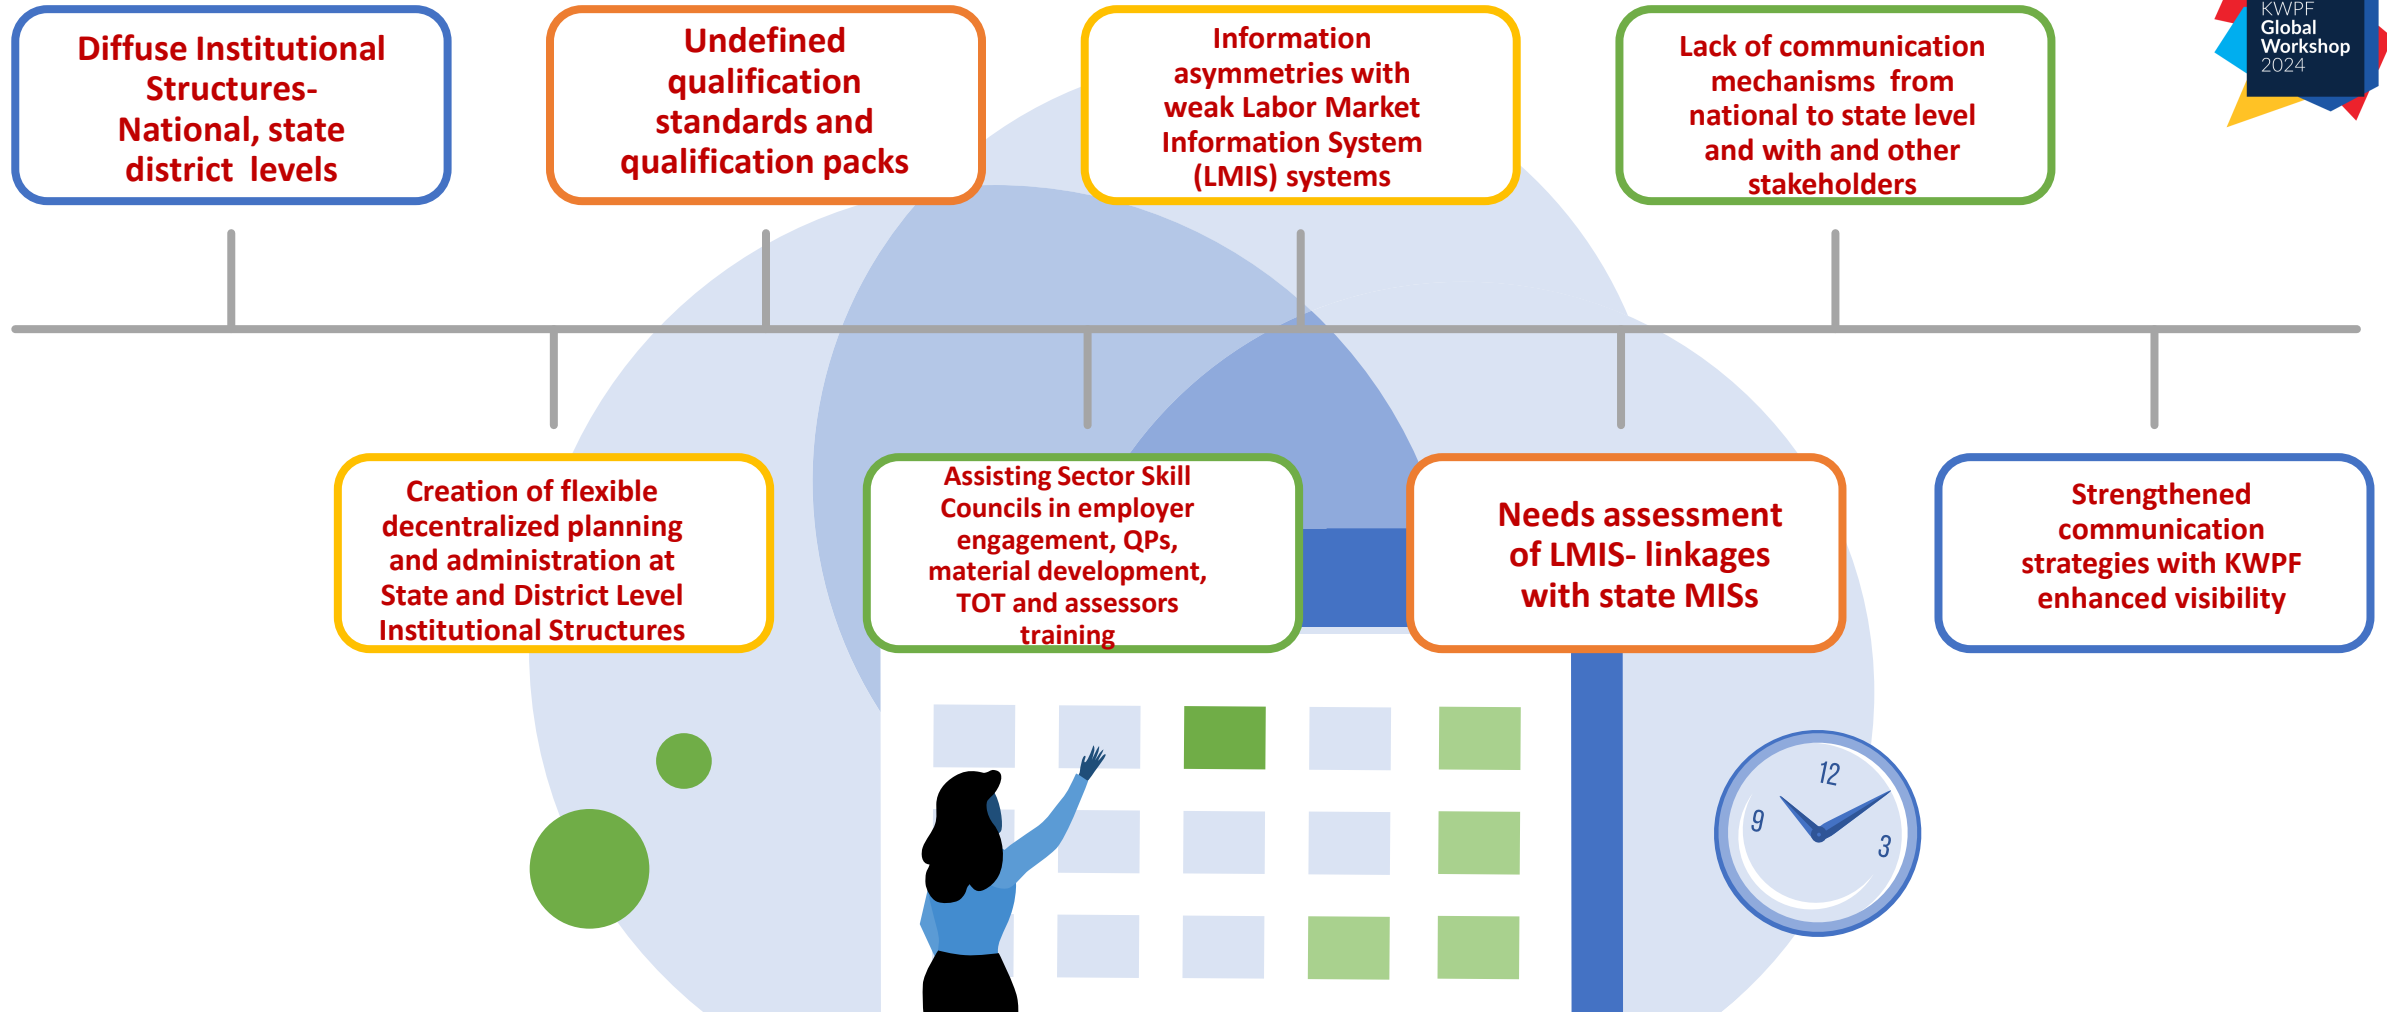 Diffuse Institutional
Structures-
National, state
district levels
Undefined
qualification
standards and
qualification packs
Information
asymmetries with
weak Labor Market
Information System
(LMIS) systems
Lack of communication
mechanisms from
national to state level
and with and other
stakeholders
KWPF
Global
Workshop
2024
Creation of flexible
decentralized planning
and administration at
State and District Level
Institutional Structures
Assisting Sector Skill
Councils in employer
engagement, QPs,
material development,
TOT and assessors
training
Needs assessment
of LMIS- linkages
with state MISs
Strengthened
communication
strategies with KWPF
enhanced visibility
12
9
3